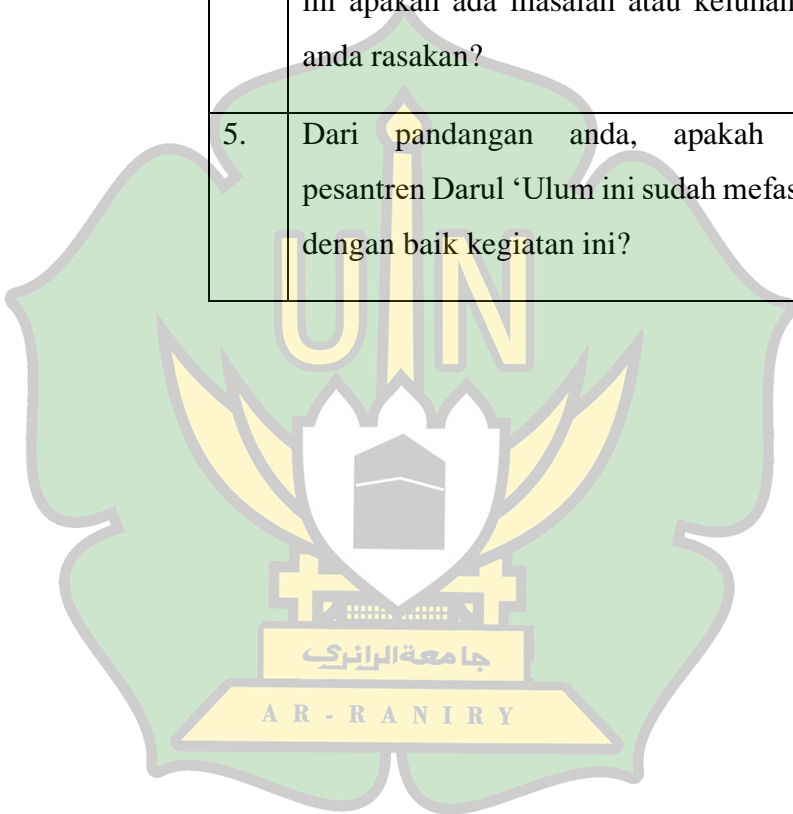 ini apakah ada masalah atau keluhan
anda rasakan?
5. Dari pandangan anda, apakah
pesantren Darul ‘Ulum ini sudah mefas
dengan baik kegiatan ini?
UIN
جامعة الرانري
AR-RANIRY